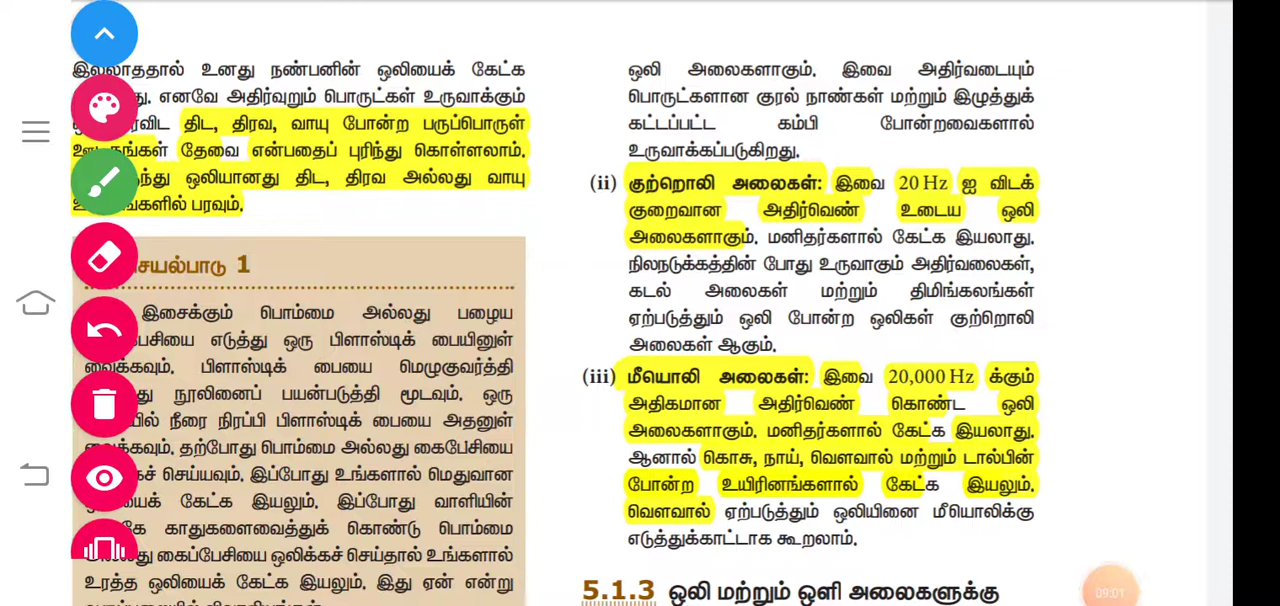 இல்லாததால் உனது நண்பனின் ஒலியைக் கேட்க
எனவே அதிர்வுறும் பொருட்கள் உருவாக்கும்
திட, திரவ, வாயு போன்ற பருப்பொருள்
தேவை என்பதைப் புரிந்து கொள்ளலாம்.
ஒலியானது திட, திரவ அல்லது வாயு
பரவும்.
செயல்பாடு 1
இசைக்கும் பொம்மை அல்லது பழைய
எடுத்து ஒரு பிளாஸ்டிக் பையினுள்
வைக்கவும். பிளாஸ்டிக் பையை மெழுகுவர்த்தி
நூலினைப் பயன்படுத்தி மூடவும். ஒரு
நீரை நிரப்பி பிளாஸ்டிக் பையை அதனுள்
வைக்கவும். தற்போது பொம்மை அல்லது கைபேசியை
செய்யவும். இப்போது உங்களால் மெதுவான
கேட்க இயலும். இப்போது வாளியின்
காதுகளைவைத்துக் கொண்டு பொம்மை
கைப்பேசியை ஒலிக்கச் செய்தால் உங்களால்
உரத்த ஒலியைக் கேட்க இயலும். இது ஏன் என்று
ஒலி அலைகளாகும். இவை அதிர்வடையும்
பொருட்களான குரல் நாண்கள் மற்றும் இழுத்துக்
கட்டப்பட்ட கம்பி போன்றவைகளால்
உருவாக்கப்படுகிறது.
(ii) குற்றொலி அலைகள்: இவை 20 Hz ஐ விடக்
குறைவான அதிர்வெண் உடைய ஒலி
அலைகளாகும். மனிதர்களால் கேட்க இயலாது.
நிலநடுக்கத்தின் போது உருவாகும் அதிர்வலைகள்,
கடல் அலைகள் மற்றும் திமிங்கலங்கள்
ஏற்படுத்தும் ஒலி போன்ற ஒலிகள் குற்றொலி
அலைகள் ஆகும்.
(iii) மீயொலி அலைகள்: இவை 20,000 Hz க்கும்
அதிகமான அதிர்வெண் கொண்ட ஒலி
அலைகளாகும். மனிதர்களால் கேட்க இயலாது.
ஆனால் கொசு, நாய், வௌவால் மற்றும் டால்பின்
போன்ற உயிரினங்களால் கேட்க இயலும்.
வௌவால் ஏற்படுத்தும் ஒலியினை மீயொலிக்கு
எடுத்துக்காட்டாக கூறலாம்.
5.1.3 ஒலி மற்றும் ஒளி அலைகளுக்கு
09:01